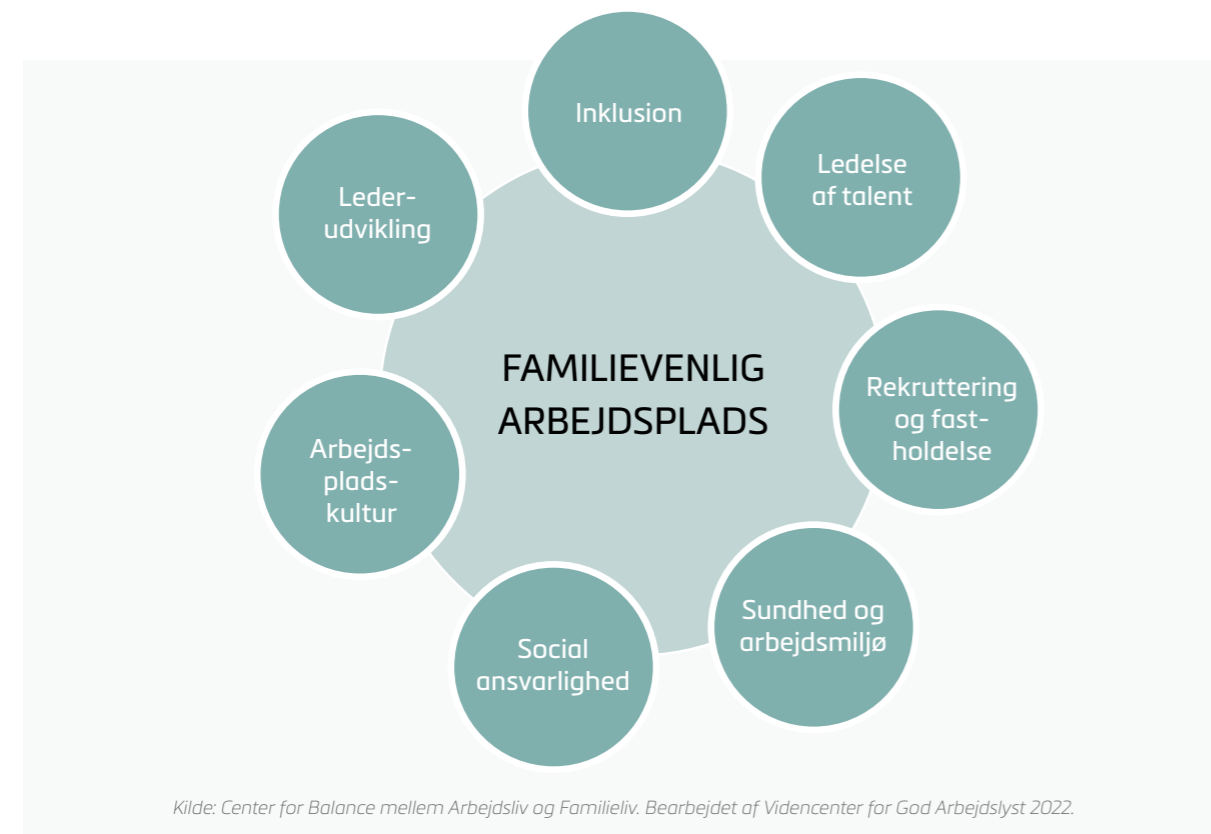 Inklusion
Ledelse
af talent
Rekruttering
og fast-
holdelse
Sundhed og
arbejdsmiljø
Social
ansvarlighed
Arbejds-
plads-
kultur
Leder-
udvikling
FAMILIEVENLIG
ARBEJDSPLADS
Kilde: Center for Balance mellem Arbejdsliv og Familieliv. Bearbejdet af Videncenter for God Arbejdslyst 2022.